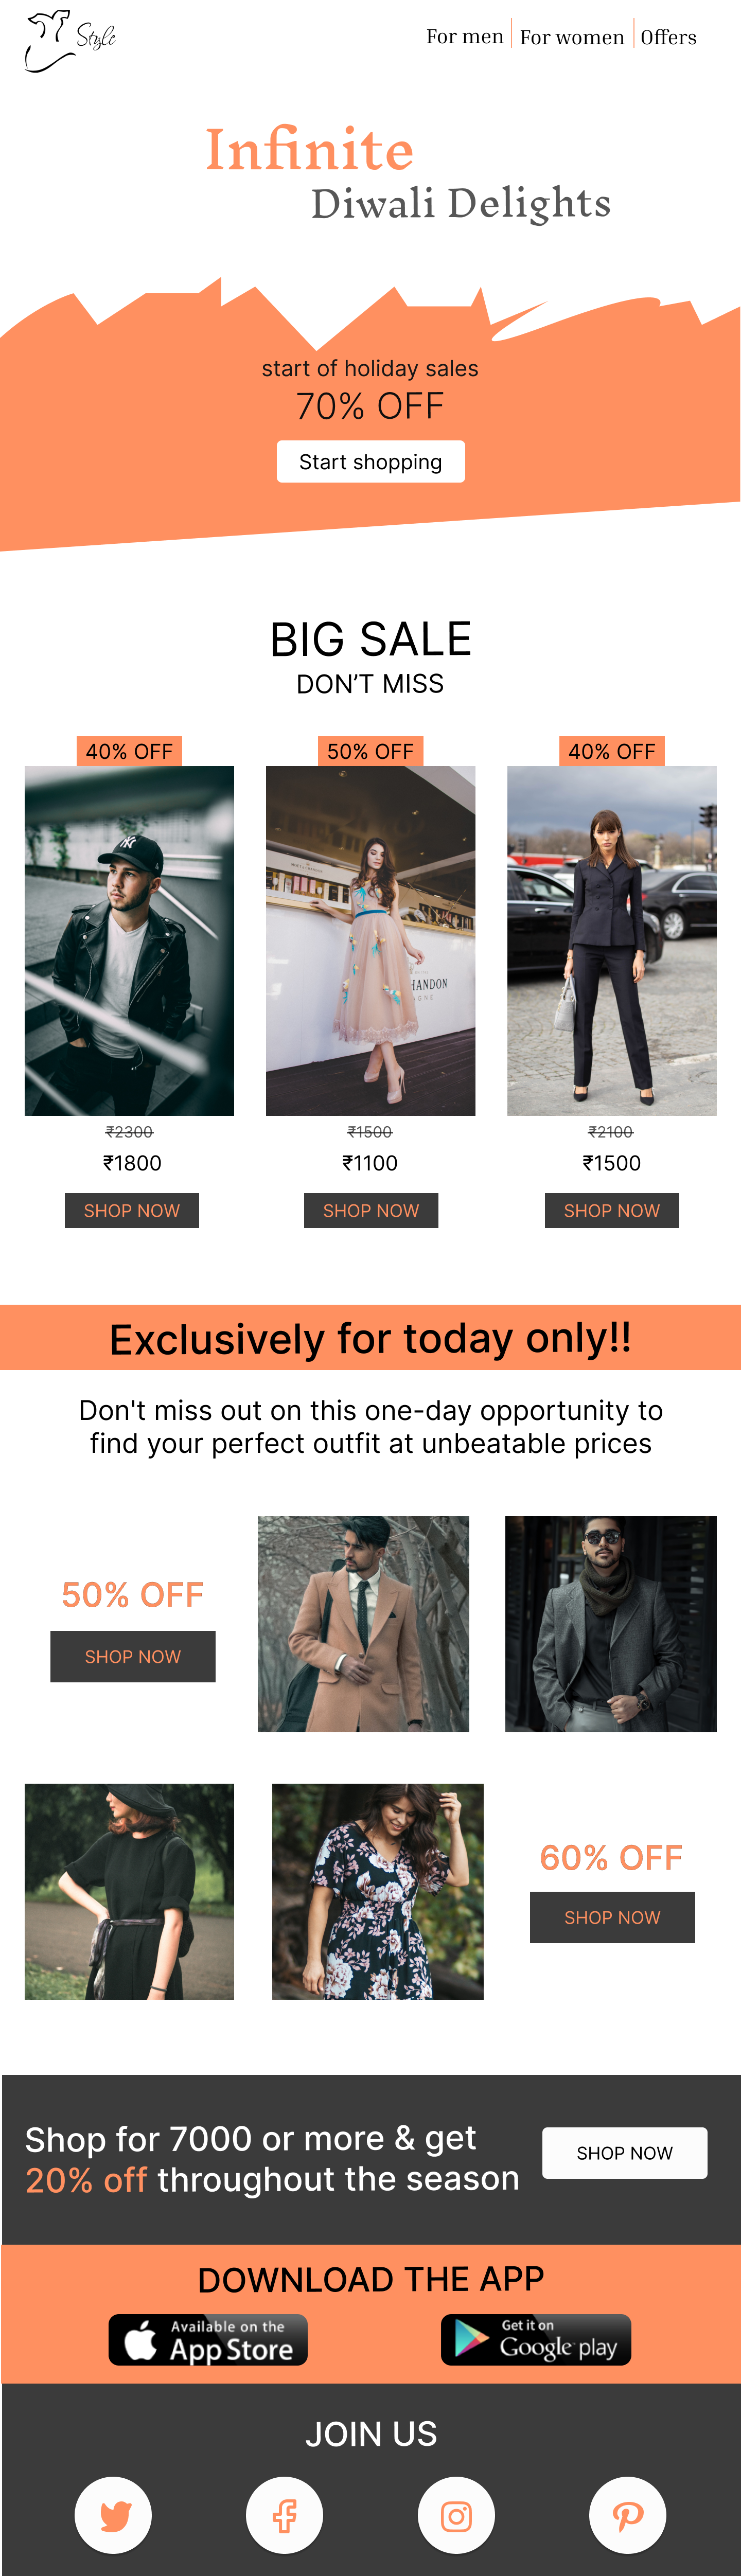 Style
For men
For women
Offers
Infinite
Diwali Delights
start of holiday sales
70% OFF
Start shopping
BIG SALE
DON’T MISS
40% OFF
50% OFF
40% OFF
NY
HANDON
₹2300
₹1500
₹2100
₹1800
₹1100
₹1500
SHOP NOW
SHOP NOW
SHOP NOW
Exclusively for today only!!
Don't miss out on this one-day opportunity to
find your perfect outfit at unbeatable prices
50% OFF
SHOP NOW
60% OFF
SHOP NOW
Shop for 7000 or more & get
20% off throughout the season
SHOP NOW
DOWNLOAD THE APP
Available on the
App Store
Get it on
Google play
JOIN US